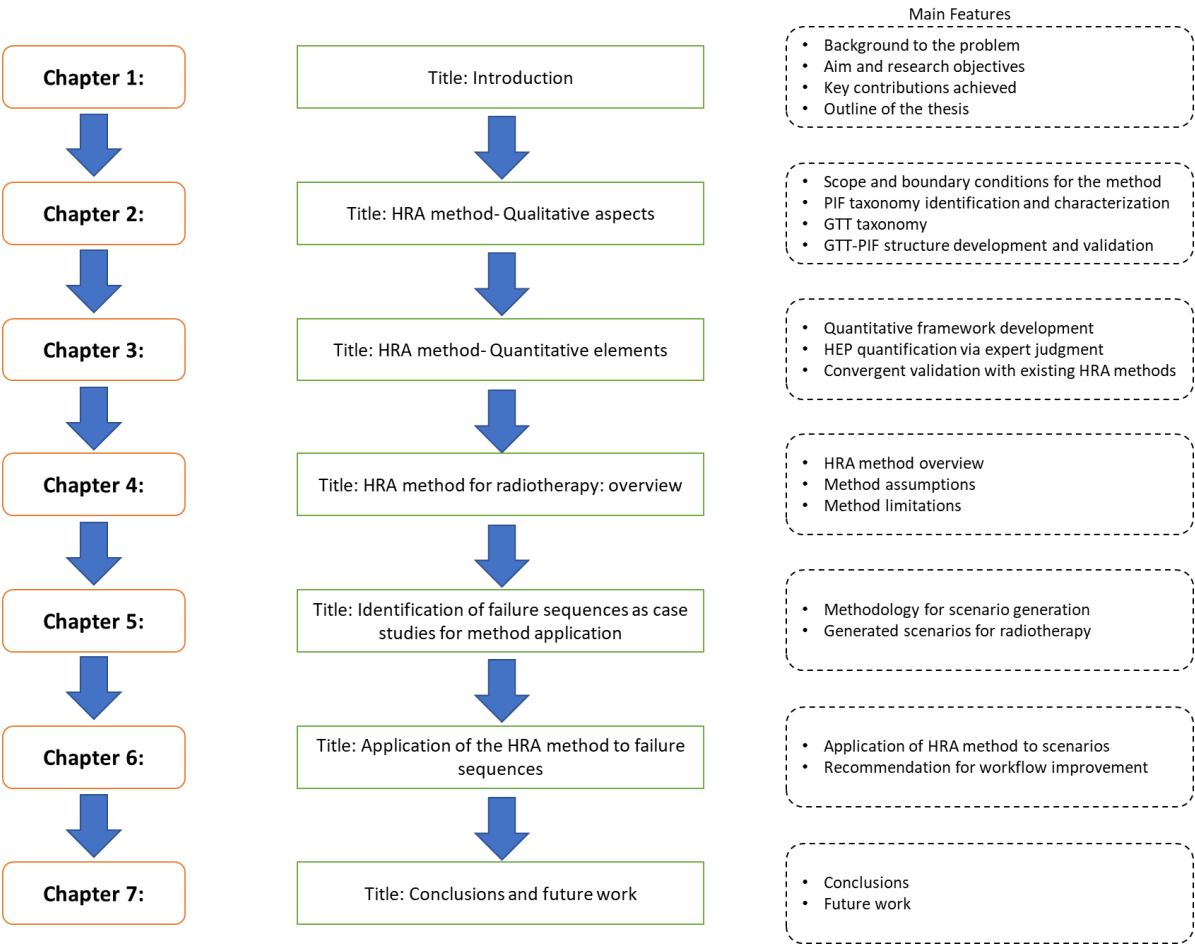 Main Features
Chapter 1:
Title: Introduction
• Background to the problem
• Aim and research objectives
• Key contributions achieved
• Outline of the thesis
Chapter 2:
Title: HRA method- Qualitative aspects
• Scope and boundary conditions for the method
• PIF taxonomy identification and characterization
• GTT taxonomy
• GTT-PIF structure development and validation
Chapter 3:
Title: HRA method- Quantitative elements
• Quantitative framework development
• HEP quantification via expert judgment
• Convergent validation with existing HRA methods
Chapter 4:
Title: HRA method for radiotherapy: overview
• HRA method overview
• Method assumptions
• Method limitations
Chapter 5:
Title: Identification of failure sequences as case
studies for method application
• Methodology for scenario generation
• Generated scenarios for radiotherapy
Chapter 6:
Title: Application of the HRA method to failure
sequences
• Application of HRA method to scenarios
• Recommendation for workflow improvement
Chapter 7:
Title: Conclusions and future work
• Conclusions
• Future work